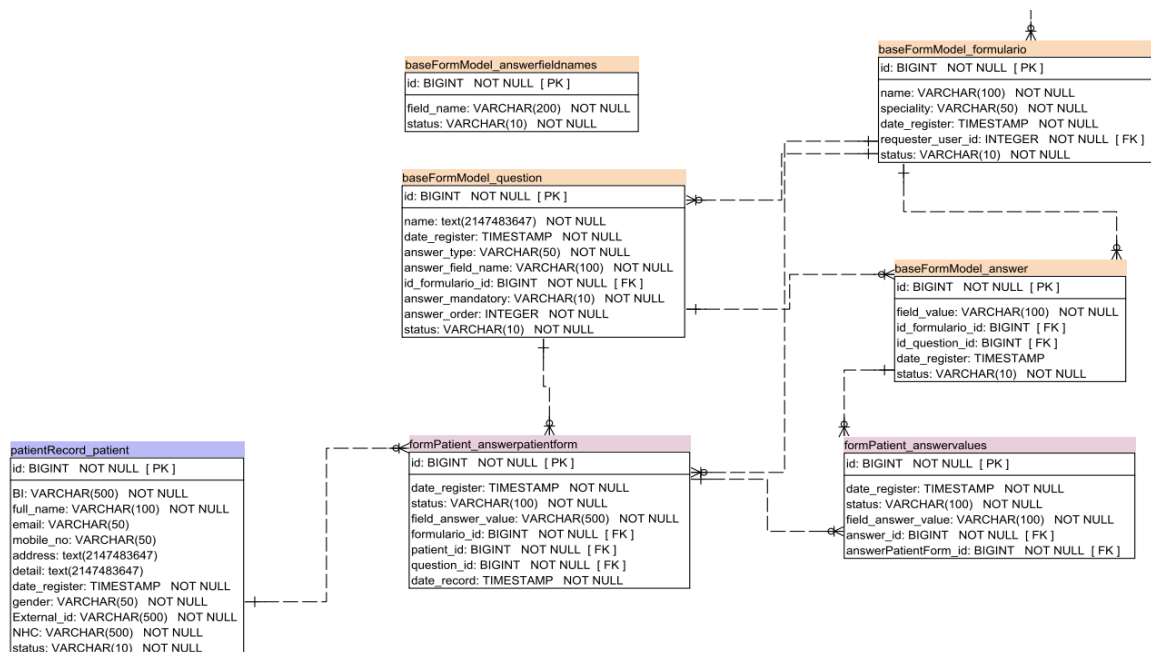 baseFormModel_answerfieldnames
id: BIGINT NOT NULL [ PK ]
field_name: VARCHAR(200) NOT NULL
status: VARCHAR(10) NOT NULL
baseFormModel_formulario
id: BIGINT NOT NULL [ PK ]
name: VARCHAR(100) NOT NULL
speciality: VARCHAR(50) NOT NULL
date_register: TIMESTAMP NOT NULL
requester_user_id: INTEGER NOT NULL [ FK ]
status: VARCHAR(10) NOT NULL
baseFormModel_question
id: BIGINT NOT NULL [ PK ]
name: text(2147483647) NOT NULL
date_register: TIMESTAMP NOT NULL
answer_type: VARCHAR(50) NOT NULL
answer_field_name: VARCHAR(100) NOT NULL
id_formulario_id: BIGINT NOT NULL [ FK ]
answer_mandatory: VARCHAR(10) NOT NULL
answer_order: INTEGER NOT NULL
status: VARCHAR(10) NOT NULL
baseFormModel_answer
id: BIGINT NOT NULL [ PK ]
field_value: VARCHAR(100) NOT NULL
id_formulario_id: BIGINT [ FK ]
id_question_id: BIGINT [ FK ]
date_register: TIMESTAMP
status: VARCHAR(10) NOT NULL
patientRecord_patient
id: BIGINT NOT NULL [ PK ]
BI: VARCHAR(500) NOT NULL
full_name: VARCHAR(100) NOT NULL
email: VARCHAR(50)
mobile_no: VARCHAR(50)
address: text(2147483647)
detail: text(2147483647)
date_register: TIMESTAMP NOT NULL
gender: VARCHAR(50) NOT NULL
External_id: VARCHAR(500) NOT NULL
NHC: VARCHAR(500) NOT NULL
status: VARCHAR(10) NOT NULL
formPatient_answerpatientform
id: BIGINT NOT NULL [ PK ]
date_register: TIMESTAMP NOT NULL
status: VARCHAR(100) NOT NULL
field_answer_value: VARCHAR(500) NOT NULL
formulario_id: BIGINT NOT NULL [ FK ]
patient_id: BIGINT NOT NULL [ FK ]
question_id: BIGINT NOT NULL [ FK ]
date_record: TIMESTAMP NOT NULL
formPatient_answervalues
id: BIGINT NOT NULL [ PK ]
date_register: TIMESTAMP NOT NULL
status: VARCHAR(100) NOT NULL
field_answer_value: VARCHAR(100) NOT NULL
answer_id: BIGINT NOT NULL [ FK ]
answerPatientForm_id: BIGINT NOT NULL [ FK ]